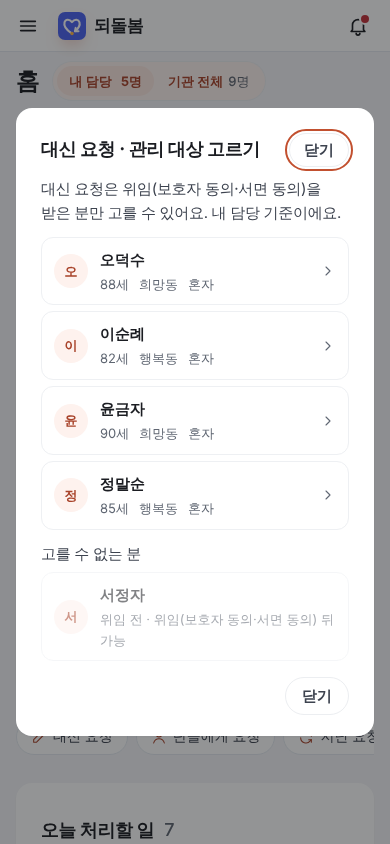 되돌봄
홈
내 담당 5명 기관 전체 9명
대신 요청 · 관리 대상 고르기
닫기
대신 요청은 위임(보호자 동의·서면 동의)을
받은 분만 고를 수 있어요. 내 담당 기준이에요.
오
오덕수
88세 희망동 혼자
이
이순례
82세 행복동 혼자
윤
윤금자
90세 희망동 혼자
정
정말순
85세 행복동 혼자
고를 수 없는 분
서
서정자
위임 전 · 위임(보호자 동의·서면 동의) 뒤
가능
닫기
대신 요청
오늘 처리할 일 7